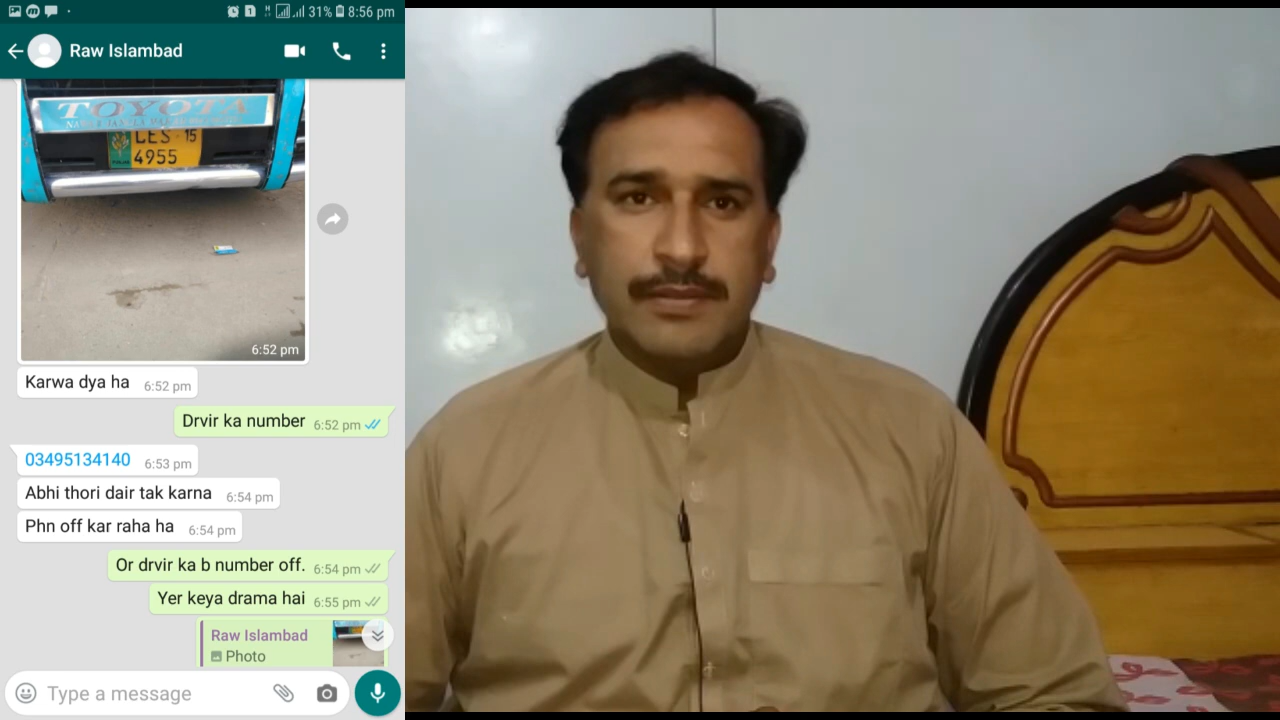 31% 8:56 pm
Raw Islambad
TOYOTA
LES 15
4955
6:52 pm
Karwa dya ha 6:52 pm
Drvir ka number 6:52 pm
03495134140 6:53 pm
Abhi thori dair tak karna 6:54 pm
Phn off kar raha ha 6:54 pm
Or drvir ka b number off. 6:54 pm
Yer keya drama hai 6:55 pm
Raw Islambad
Photo
Type a message